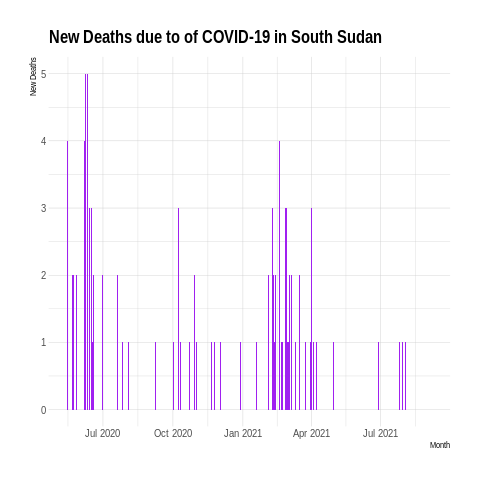 New Deaths due to of COVID-19 in South Sudan
New Deaths
5
4
3
2
1
0
Jul 2020 Oct 2020 Jan 2021 Apr 2021 Jul 2021
Month